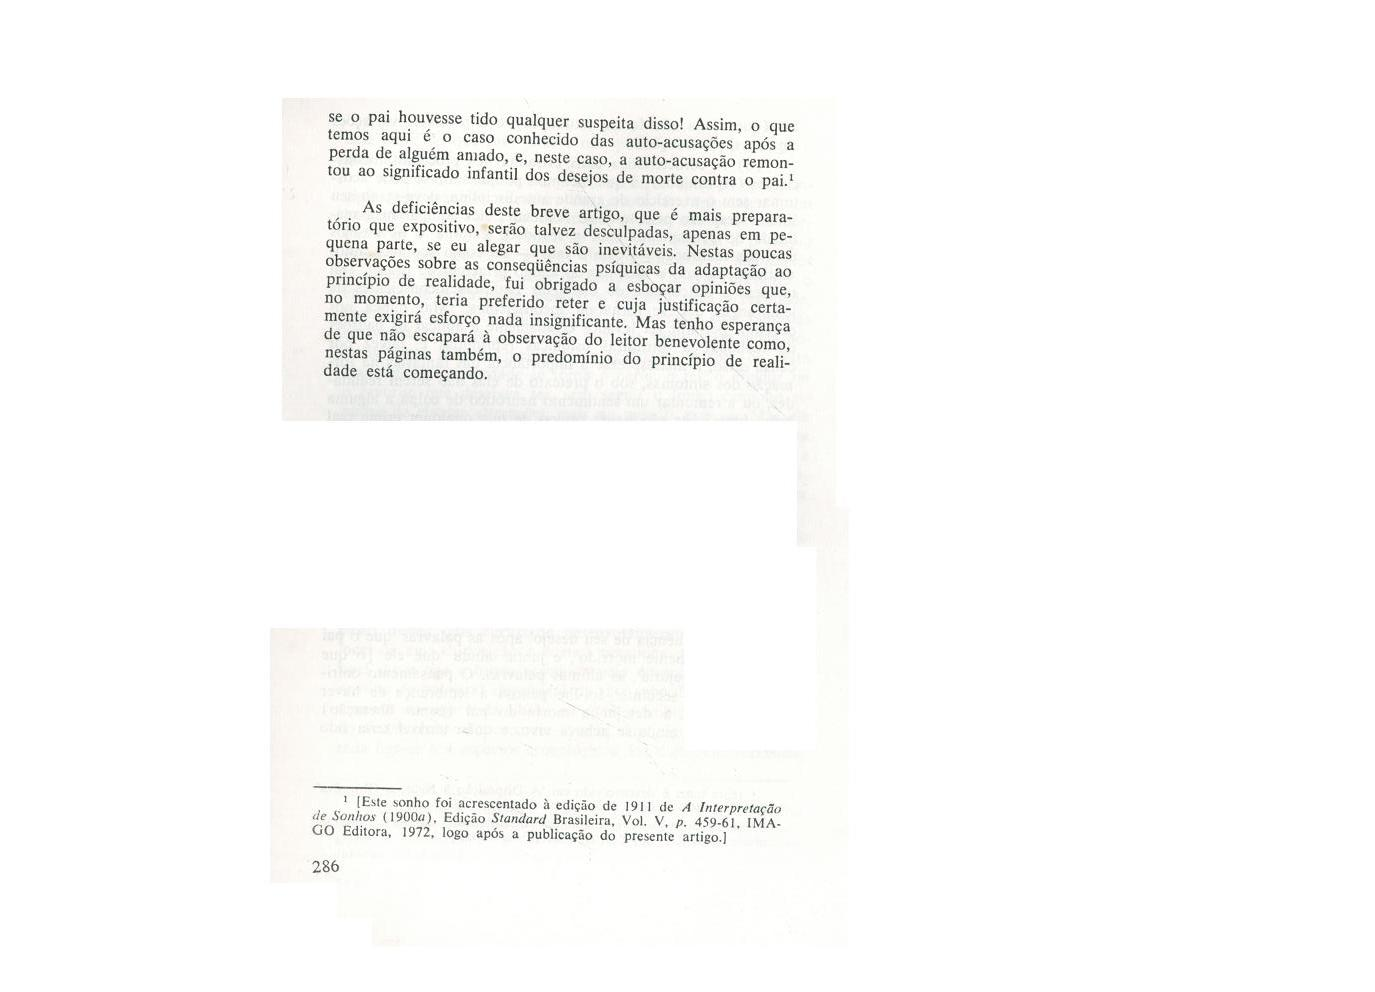 se o pai houvesse tido qualquer suspeita disso! Assim, o que
temos aqui é o caso conhecido das auto-acusações após a
perda de alguém amado, e, neste caso, a auto-acusação remon-
tou ao significado infantil dos desejos de morte contra o pai.¹
As deficiências deste breve artigo, que é mais prepara-
tório que expositivo, serão talvez desculpadas, apenas em pe-
quena parte, se eu alegar que são inevitáveis. Nestas poucas
observações sobre as conseqüências psíquicas da adaptação ao
princípio de realidade, fui obrigado a esboçar opiniões que,
no momento, teria preferido reter e cuja justificação certa-
mente exigirá esforço nada insignificante. Mas tenho esperança
de que não escapará à observação do leitor benevolente como,
nestas páginas também, o predomínio do princípio de reali-
dade está começando.
¹ [Este sonho foi acrescentado à edição de 1911 de A Interpretação
de Sonhos (1900a), Edição Standard Brasileira, Vol. V, p. 459-61, IMA-
GO Editora, 1972, logo após a publicação do presente artigo.]
286